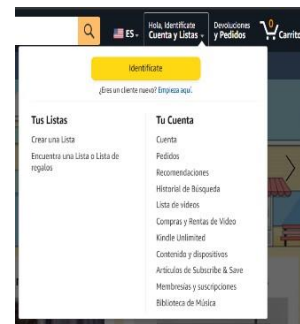 ES
Hola, Identifícate
Cuenta y Listas
Devoluciones
y Pedidos
0
Carrito
Identifícate
¿Eres un cliente nuevo? Empieza aquí.
Tus Listas
Crear una Lista
Encuentra una Lista o Lista de
regalos
Tu Cuenta
Cuenta
Pedidos
Recomendaciones
Historial de Búsqueda
Lista de videos
Compras y Rentas de Video
Kindle Unlimited
Contenido y dispositivos
Artículos de Subscribe & Save
Membresías y suscripciones
Biblioteca de Música